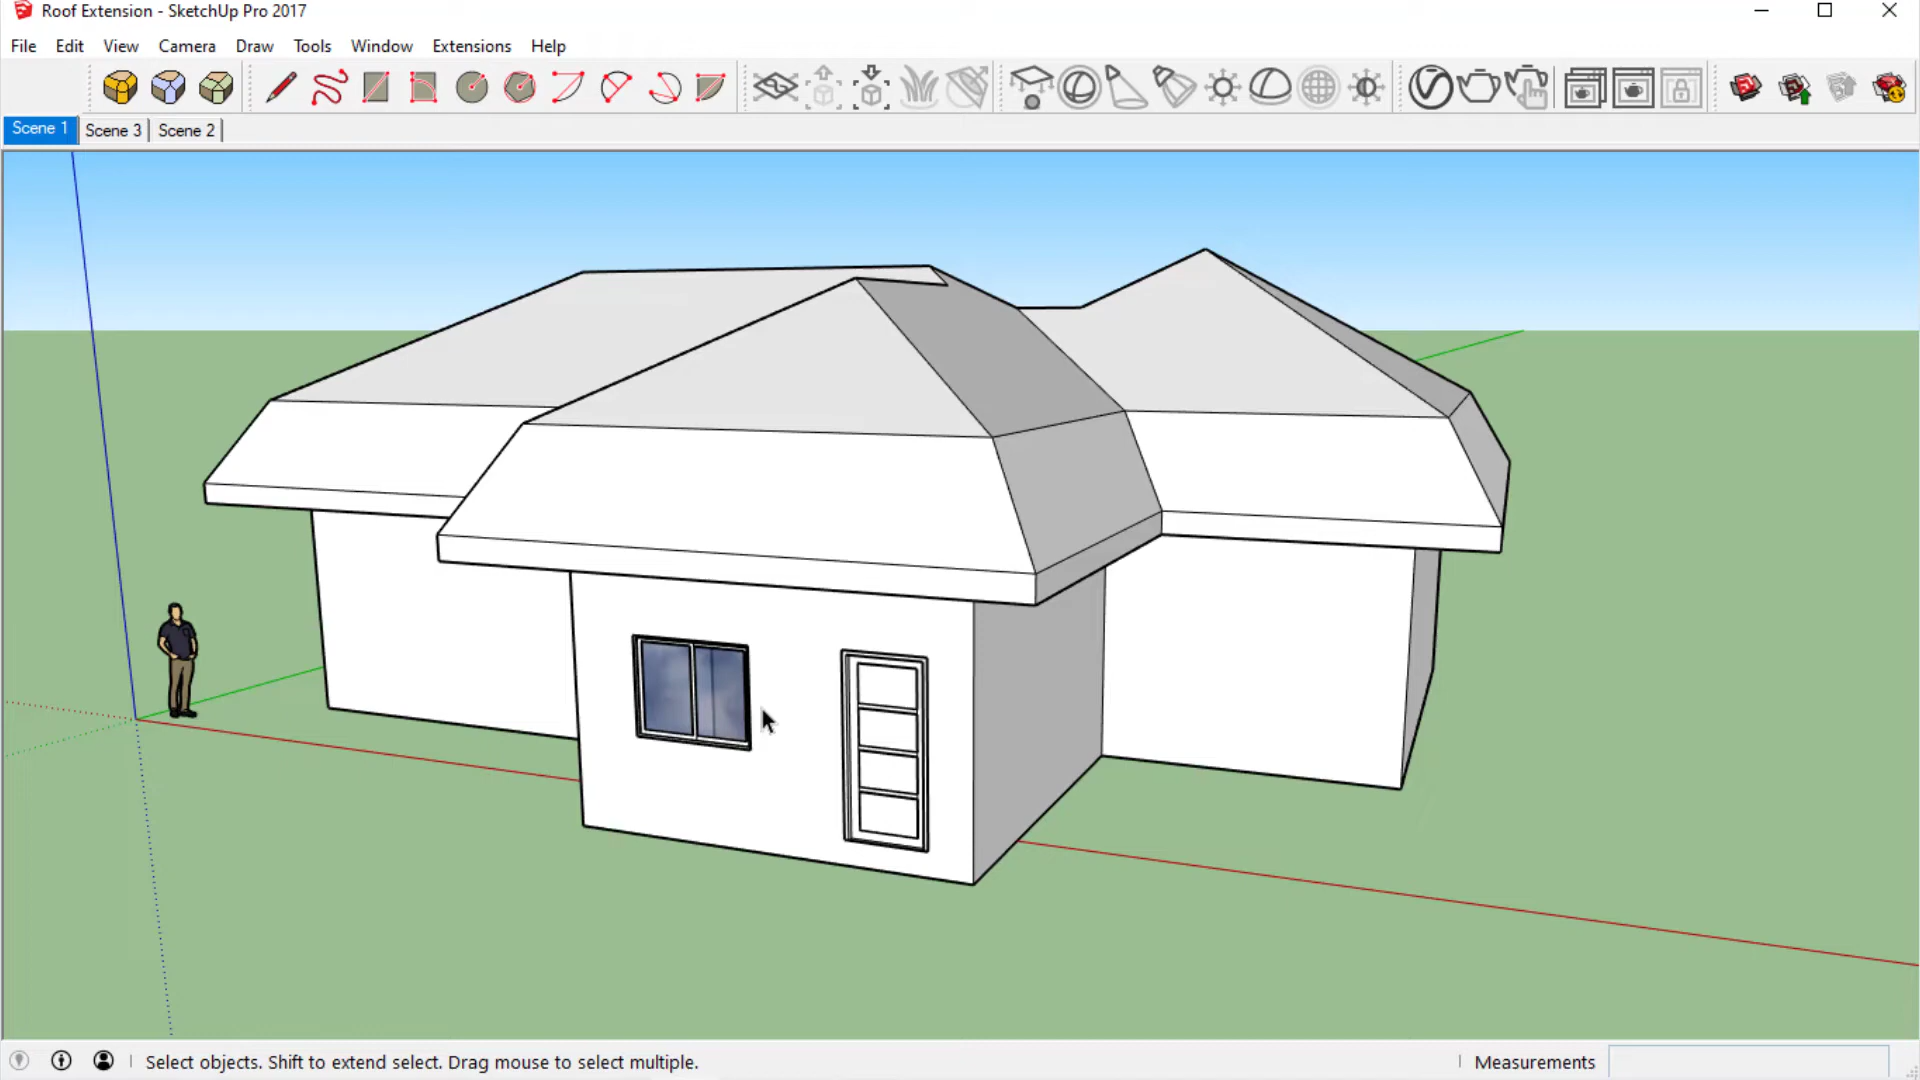 Roof Extension - SketchUp Pro 2017
File Edit View Camera Draw Tools Window Extensions Help
Scene 1 Scene 3 Scene 2
Select objects. Shift to extend select. Drag mouse to select multiple. Measurements